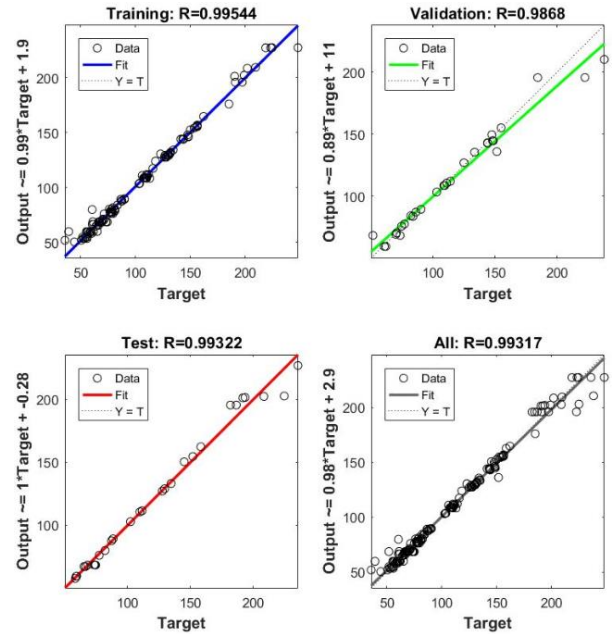 Training: R=0.99544
Output ~= 0.99*Target + 1.9
Data
Fit
Y = T
200
150
100
50
50 100 150 200
Target
Validation: R=0.9868
Output ~= 0.89*Target + 11
Data
Fit
Y = T
200
150
100
100 150 200
Target
Test: R=0.99322
Output ~= 1*Target + -0.28
Data
Fit
Y = T
200
150
100
100 150 200
Target
All: R=0.99317
Output ~= 0.98*Target + 2.9
Data
Fit
Y = T
200
150
100
50
50 100 150 200
Target